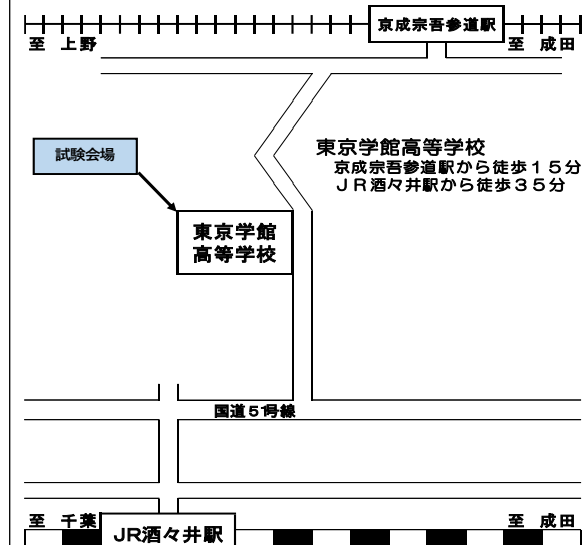 京成宗吾参道駅
至 上野
至 成田
試験会場
東京学館高等学校
京成宗吾参道駅から徒歩１５分
ＪＲ酒々井駅から徒歩３５分
東京学館
高等学校
国道５１号線
至 千葉
至 成田
JR酒々井駅